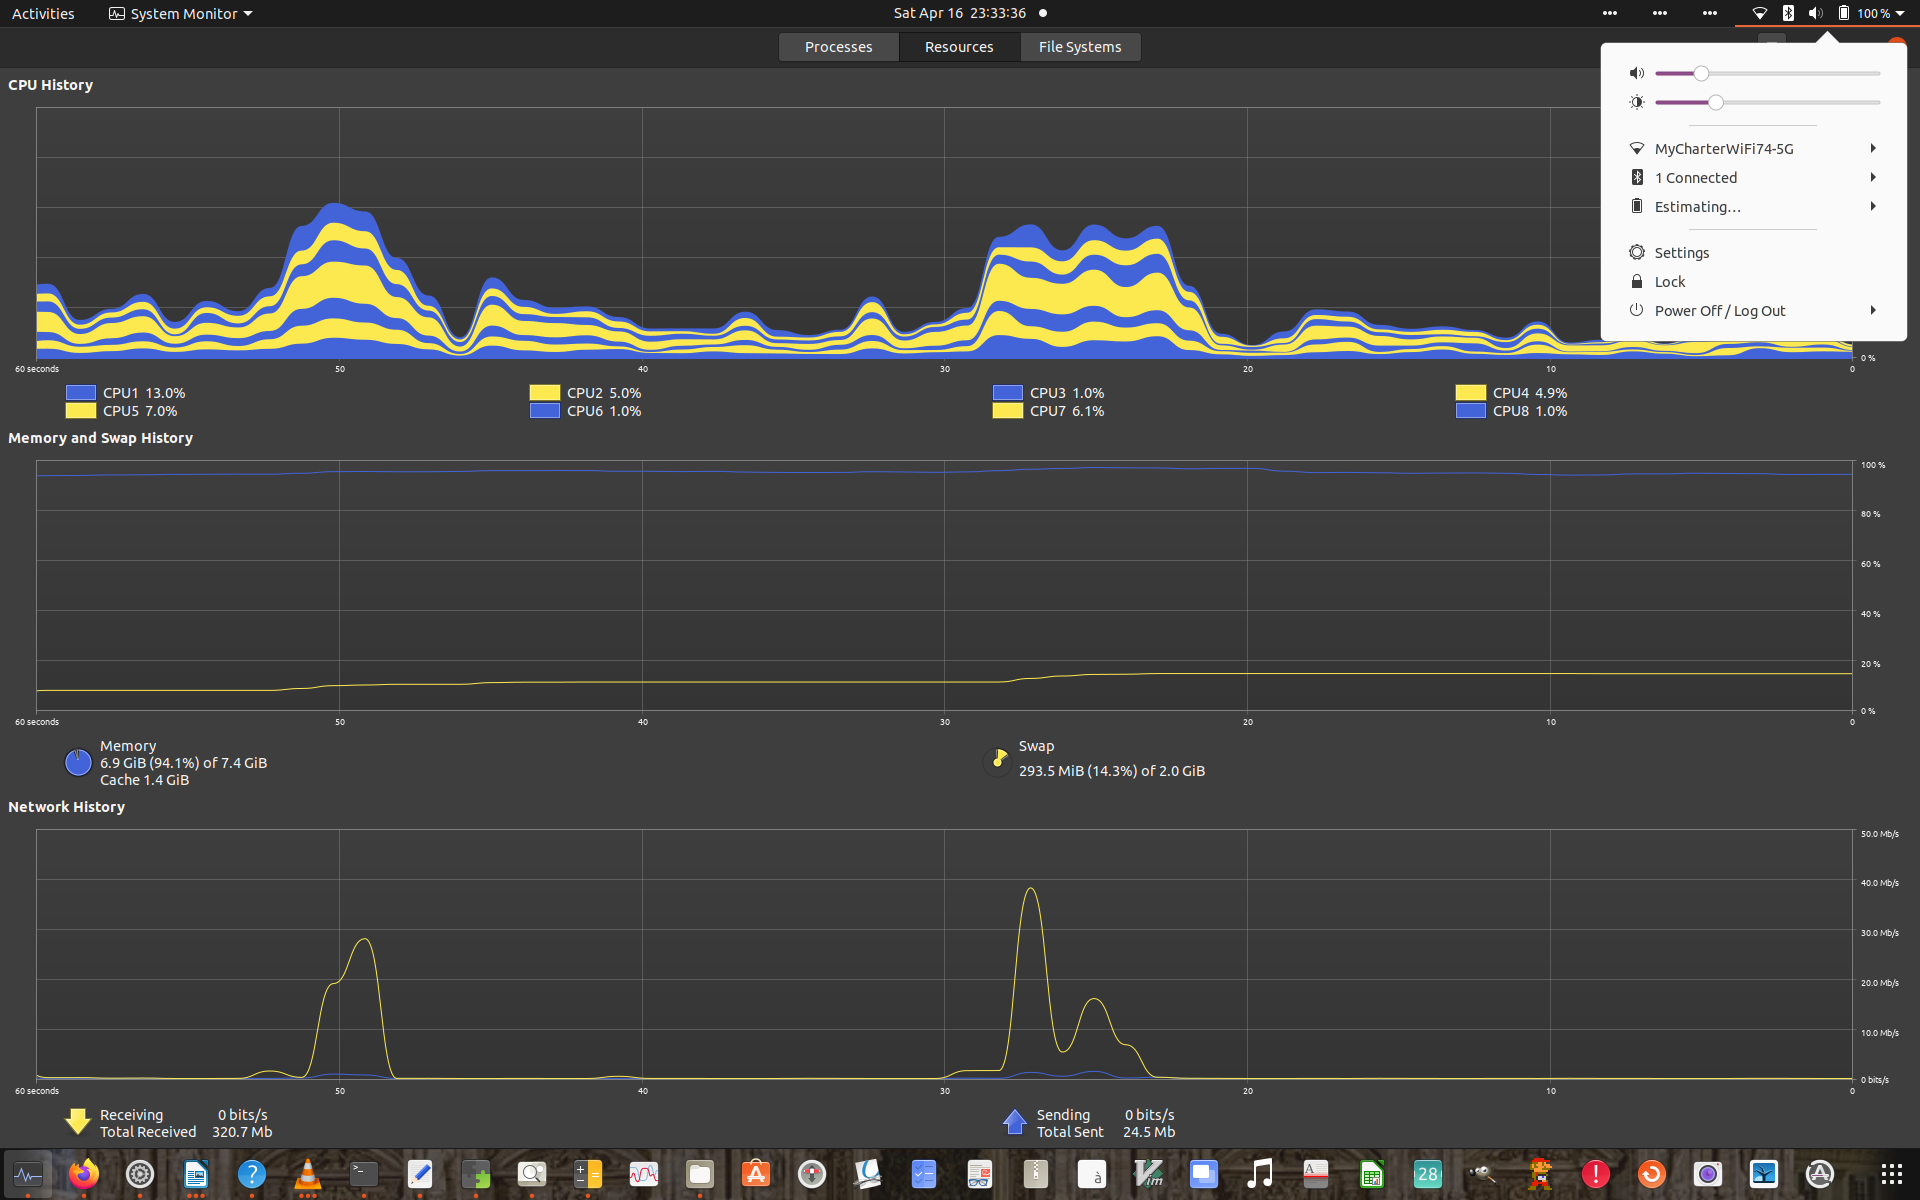 Activities System Monitor Sat Apr 16 23:33:36 100 %
Processes Resources File Systems
MyCharterWiFi74-5G
1 Connected
Estimating…
Settings
Lock
Power Off / Log Out
CPU History
0 %
60 seconds 50 40 30 20 10 0
CPU1 13.0% CPU2 5.0% CPU3 1.0% CPU4 4.9%
CPU5 7.0% CPU6 1.0% CPU7 6.1% CPU8 1.0%
Memory and Swap History
100 %
80 %
60 %
40 %
20 %
0 %
60 seconds 50 40 30 20 10 0
Memory
6.9 GiB (94.1%) of 7.4 GiB
Cache 1.4 GiB
Swap
293.5 MiB (14.3%) of 2.0 GiB
Network History
50.0 Mb/s
40.0 Mb/s
30.0 Mb/s
20.0 Mb/s
10.0 Mb/s
0 bits/s
60 seconds 50 40 30 20 10 0
Receiving 0 bits/s
Total Received 320.7 Mb
Sending 0 bits/s
Total Sent 24.5 Mb
>_ ? A à Vim A 28 !